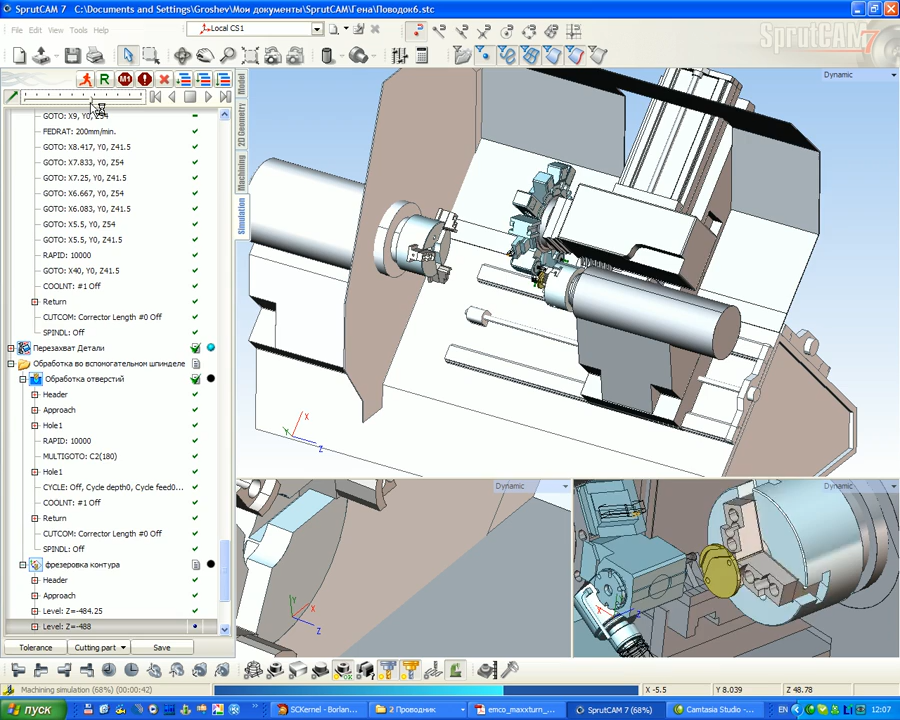 SprutCAM 7 C:\Documents and Settings\Groshev\Мои документы\SprutCAM\Гена\Поводок6.stc
File Edit View Tools Help
Local CS1
SprutCAM 7
M1
Model
2D Geometry
Machining
Simulation
GOTO: X9, Y0, Z54
FEDRAT: 200mm/min.
GOTO: X8.417, Y0, Z41.5
GOTO: X7.833, Y0, Z54
GOTO: X7.25, Y0, Z41.5
GOTO: X6.667, Y0, Z54
GOTO: X6.083, Y0, Z41.5
GOTO: X5.5, Y0, Z54
GOTO: X5.5, Y0, Z41.5
RAPID: 10000
GOTO: X40, Y0, Z41.5
COOLNT: #1 Off
Return
CUTCOM: Corrector Length #0 Off
SPINDL: Off
Перезахват Детали
Обработка во вспоногательном шпинделе
Обработка отверстий
Header
Approach
Hole1
RAPID: 10000
MULTIGOTO: C2(180)
Hole1
CYCLE: Off, Cycle depth0, Cycle feed0...
COOLNT: #1 Off
Return
CUTCOM: Corrector Length #0 Off
SPINDL: Off
фрезеровка контура
Header
Approach
Level: Z=-484.25
Level: Z=-488
Tolerance
Cutting part
Save
Dynamic
X
Y
Z
Dynamic
Y
X
Z
Dynamic
X
Z
Machining simulation (68%) (00:00:42)
X -5.5
Y 8.039
Z 48.78
пуск
SCKernel - Borlan...
2 Проводник
emco_maxxturn_...
SprutCAM 7 (68%)
Camtasia Studio - ...
EN
12:07